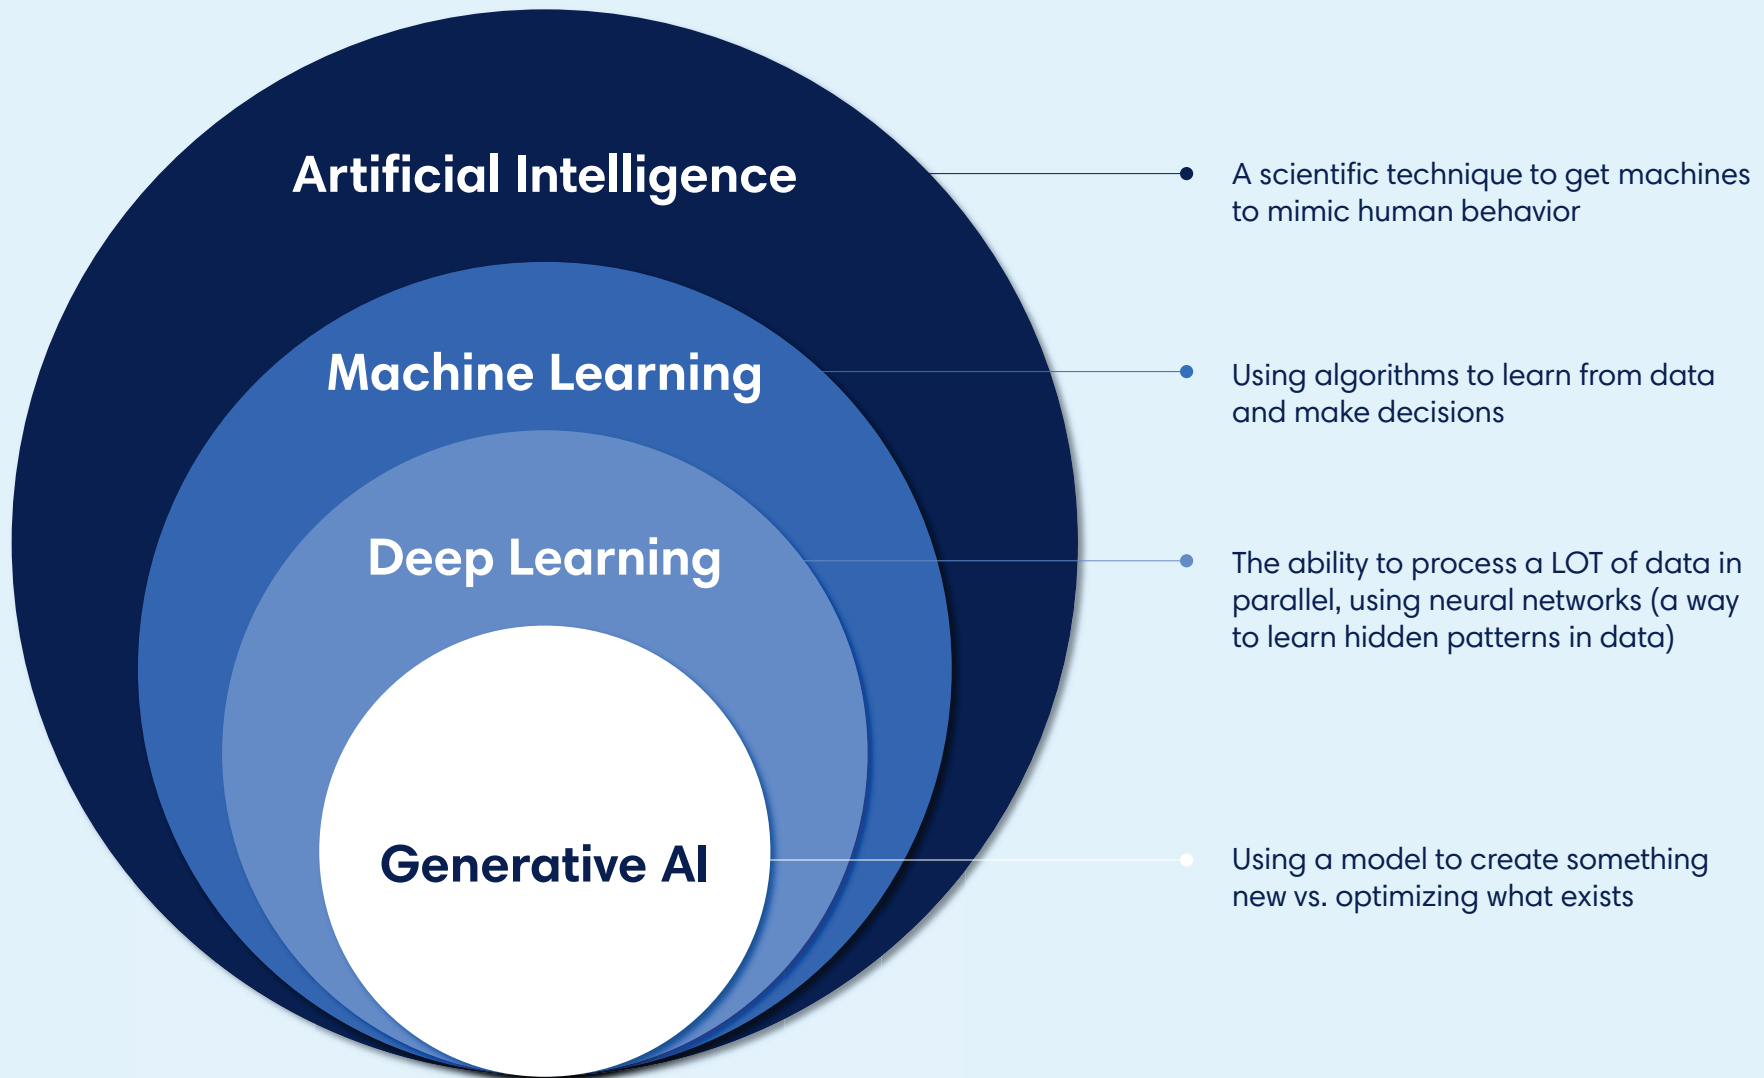 Artificial Intelligence
A scientific technique to get machines
to mimic human behavior
Machine Learning
Using algorithms to learn from data
and make decisions
Deep Learning
The ability to process a LOT of data in
parallel, using neural networks (a way
to learn hidden patterns in data)
Generative AI
Using a model to create something
new vs. optimizing what exists